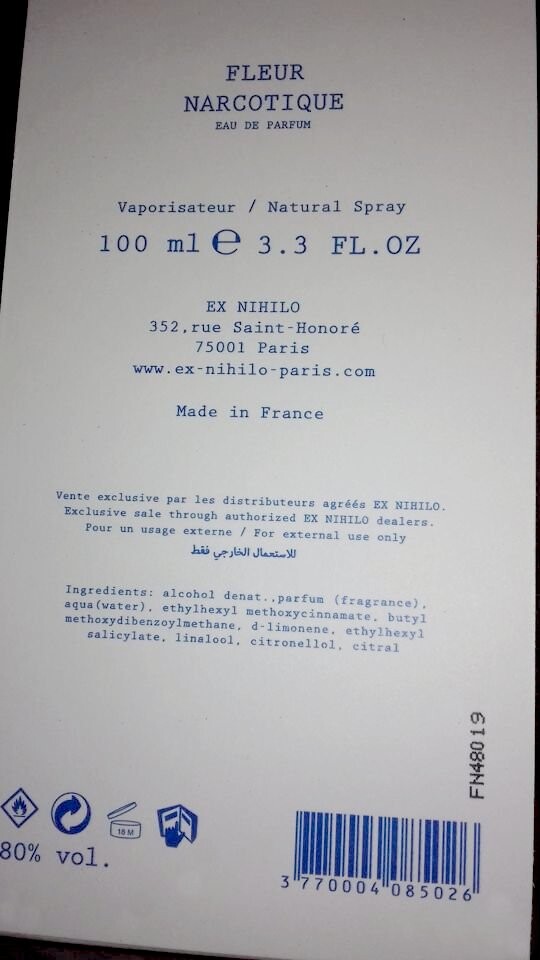 FLEUR
NARCOTIQUE
EAU DE PARFUM
Vaporisateur / Natural Spray
100 ml ℮ 3.3 FL.OZ
EX NIHILO
352,rue Saint-Honoré
75001 Paris
www.ex-nihilo-paris.com
Made in France
Vente exclusive par les distributeurs agréés EX NIHILO.
Exclusive sale through authorized EX NIHILO dealers.
Pour un usage externe / For external use only
للاستعمال الخارجي فقط
Ingredients: alcohol denat.,parfum (fragrance),
aqua(water), ethylhexyl methoxycinnamate, butyl
methoxydibenzoylmethane, d-limonene, ethylhexyl
salicylate, linalool, citronellol, citral
FN48019
18 M
80% vol.
3 770004 085026